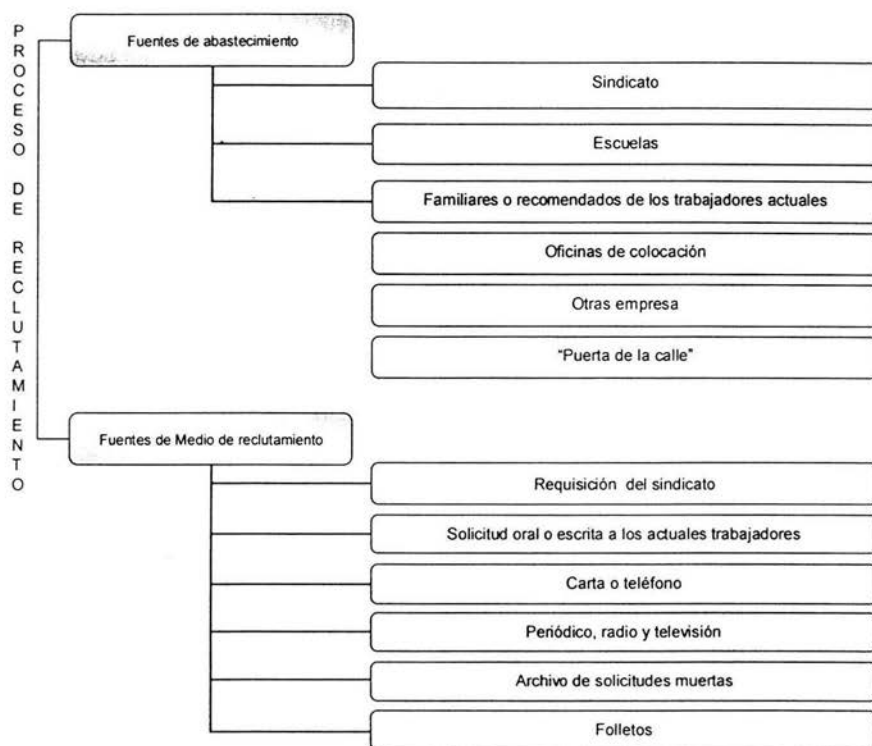 PROCESO DE RECLUTAMIENTO
Fuentes de abastecimiento
Sindicato
Escuelas
Familiares o recomendados de los trabajadores actuales
Oficinas de colocación
Otras empresa
"Puerta de la calle"
Fuentes de Medio de reclutamiento
Requisición del sindicato
Solicitud oral o escrita a los actuales trabajadores
Carta o teléfono
Periódico, radio y televisión
Archivo de solicitudes muertas
Folletos